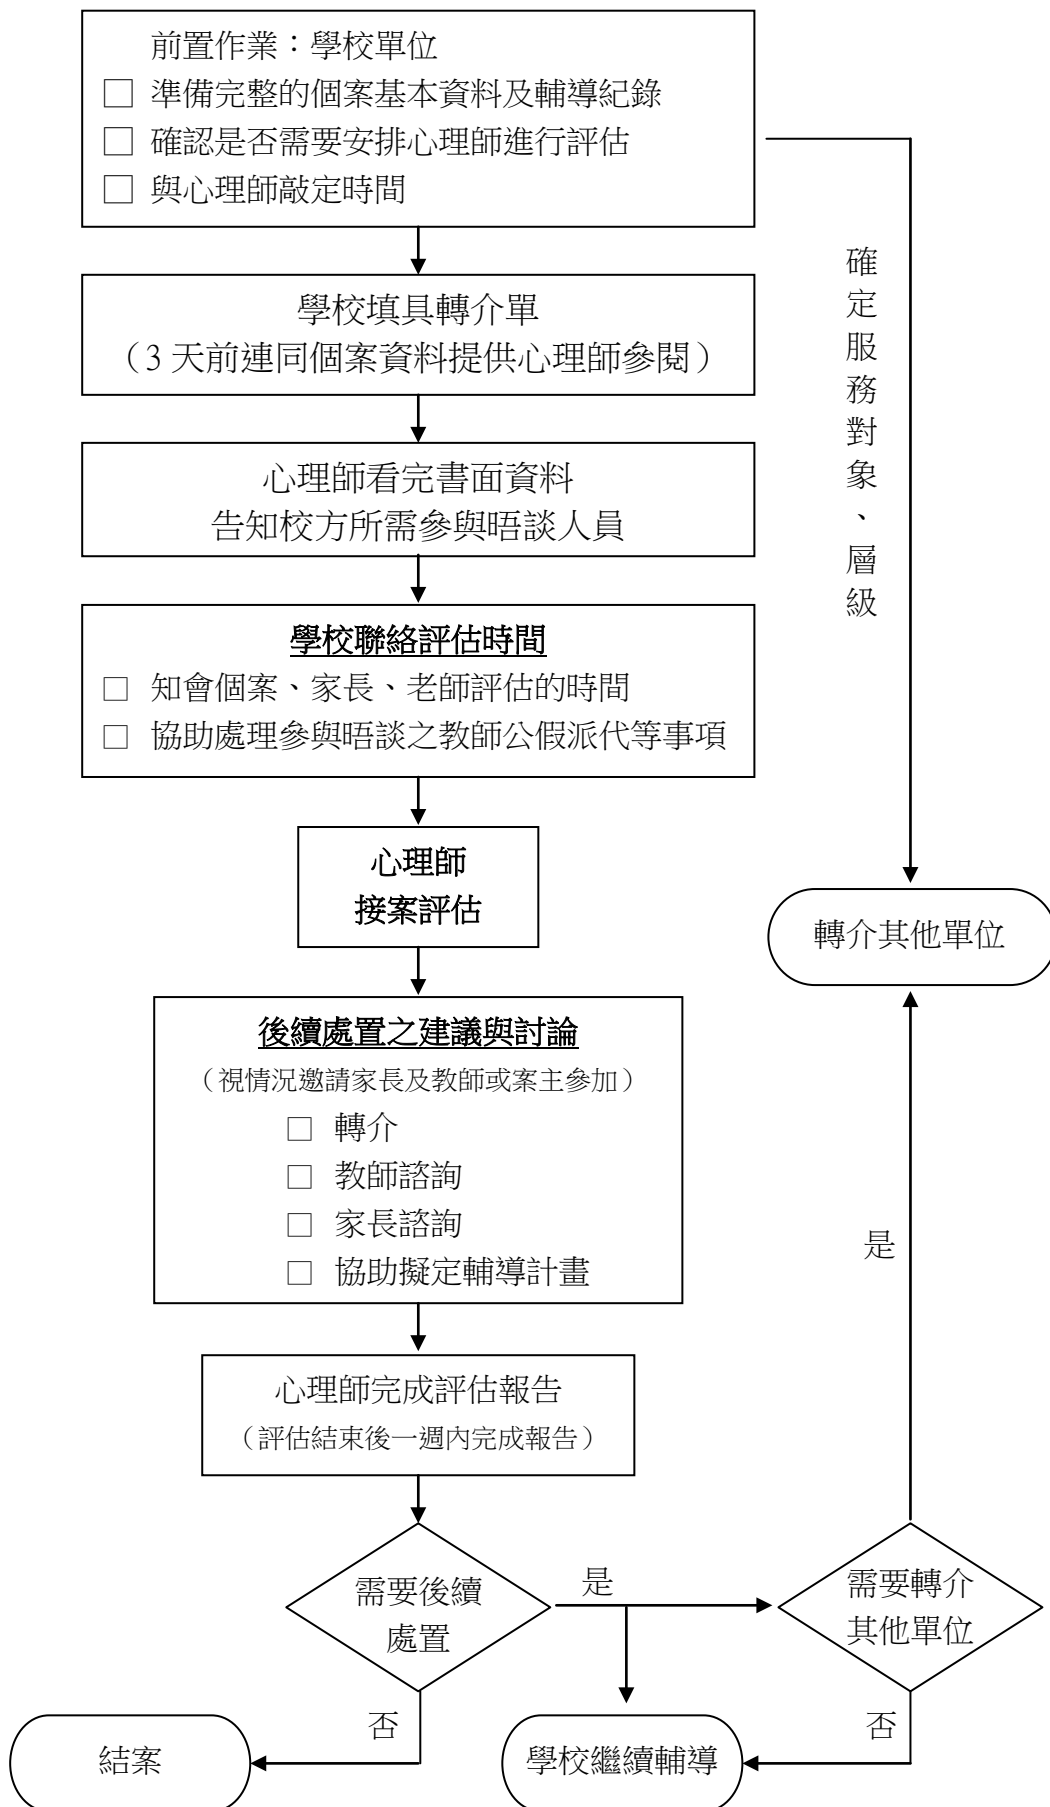 前置作業：學校單位
□ 準備完整的個案基本資料及輔導紀錄
□ 確認是否需要安排心理師進行評估
□ 與心理師敲定時間
確定服務對象、層級
學校填具轉介單
（3 天前連同個案資料提供心理師參閱）
心理師看完書面資料
告知校方所需參與晤談人員
學校聯絡評估時間
□ 知會個案、家長、老師評估的時間
□ 協助處理參與晤談之教師公假派代等事項
心理師
接案評估
轉介其他單位
後續處置之建議與討論
（視情況邀請家長及教師或案主參加）
□ 轉介
□ 教師諮詢
□ 家長諮詢
□ 協助擬定輔導計畫
是
心理師完成評估報告
（評估結束後一週內完成報告）
需要後續
處置
是
需要轉介
其他單位
否
否
結案
學校繼續輔導